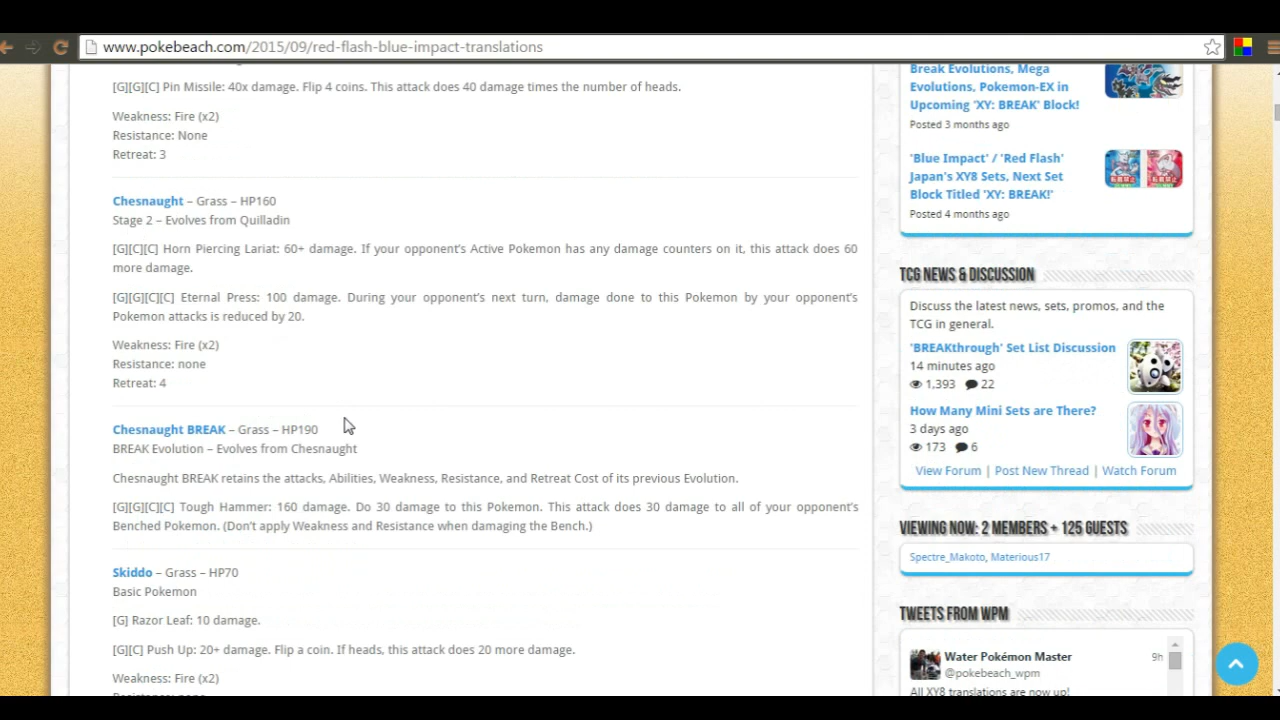 www.pokebeach.com/2015/09/red-flash-blue-impact-translations
[G][G][C] Pin Missile: 40x damage. Flip 4 coins. This attack does 40 damage times the number of heads.
Weakness: Fire (x2)
Resistance: None
Retreat: 3
Chesnaught – Grass – HP160
Stage 2 – Evolves from Quilladin
[G][C][C] Horn Piercing Lariat: 60+ damage. If your opponent's Active Pokemon has any damage counters on it, this attack does 60
more damage.
[G][G][C][C] Eternal Press: 100 damage. During your opponent's next turn, damage done to this Pokemon by your opponent's
Pokemon attacks is reduced by 20.
Weakness: Fire (x2)
Resistance: none
Retreat: 4
Chesnaught BREAK – Grass – HP190
BREAK Evolution – Evolves from Chesnaught
Chesnaught BREAK retains the attacks, Abilities, Weakness, Resistance, and Retreat Cost of its previous Evolution.
[G][G][C][C] Tough Hammer: 160 damage. Do 30 damage to this Pokemon. This attack does 30 damage to all of your opponent's
Benched Pokemon. (Don't apply Weakness and Resistance when damaging the Bench.)
Skiddo – Grass – HP70
Basic Pokemon
[G] Razor Leaf: 10 damage.
[G][C] Push Up: 20+ damage. Flip a coin. If heads, this attack does 20 more damage.
Weakness: Fire (x2)
Break Evolutions, Mega
Evolutions, Pokemon-EX in
Upcoming 'XY: BREAK' Block!
Posted 3 months ago
'Blue Impact' / 'Red Flash'
Japan's XY8 Sets, Next Set
Block Titled 'XY: BREAK!'
Posted 4 months ago
TCG NEWS & DISCUSSION
Discuss the latest news, sets, promos, and the
TCG in general.
'BREAKthrough' Set List Discussion
14 minutes ago
1,393 22
How Many Mini Sets are There?
3 days ago
173 6
View Forum | Post New Thread | Watch Forum
VIEWING NOW: 2 MEMBERS + 125 GUESTS
Spectre_Makoto, Materious17
TWEETS FROM WPM
Water Pokémon Master 9h
@pokebeach_wpm
All XY8 translations are now up!